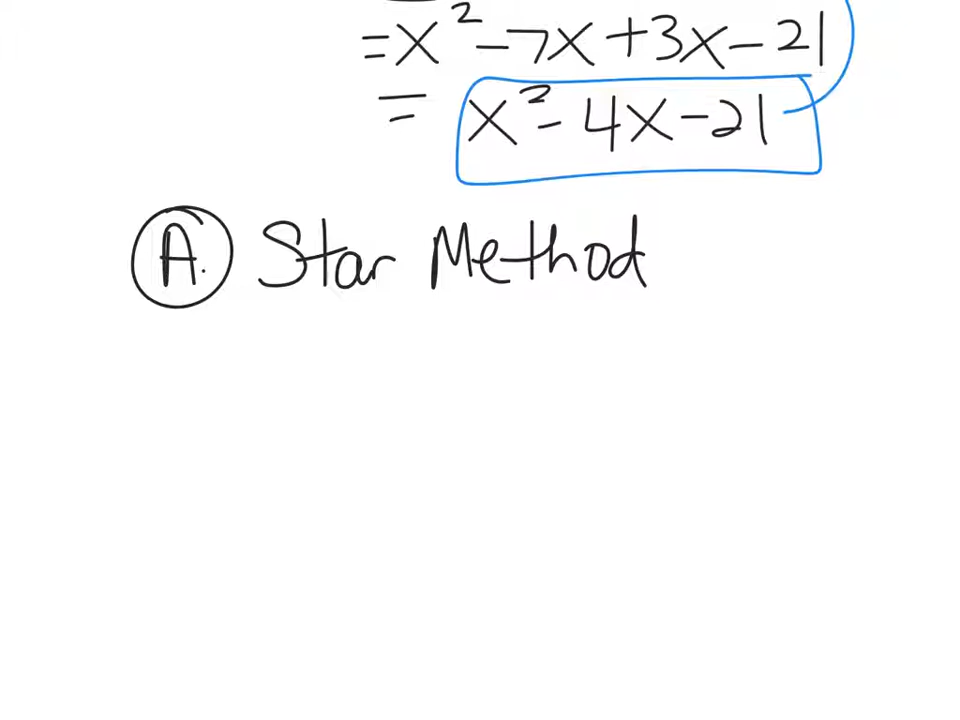 =x²-7x+3x-21
= x²-4x-21
A. Star Method